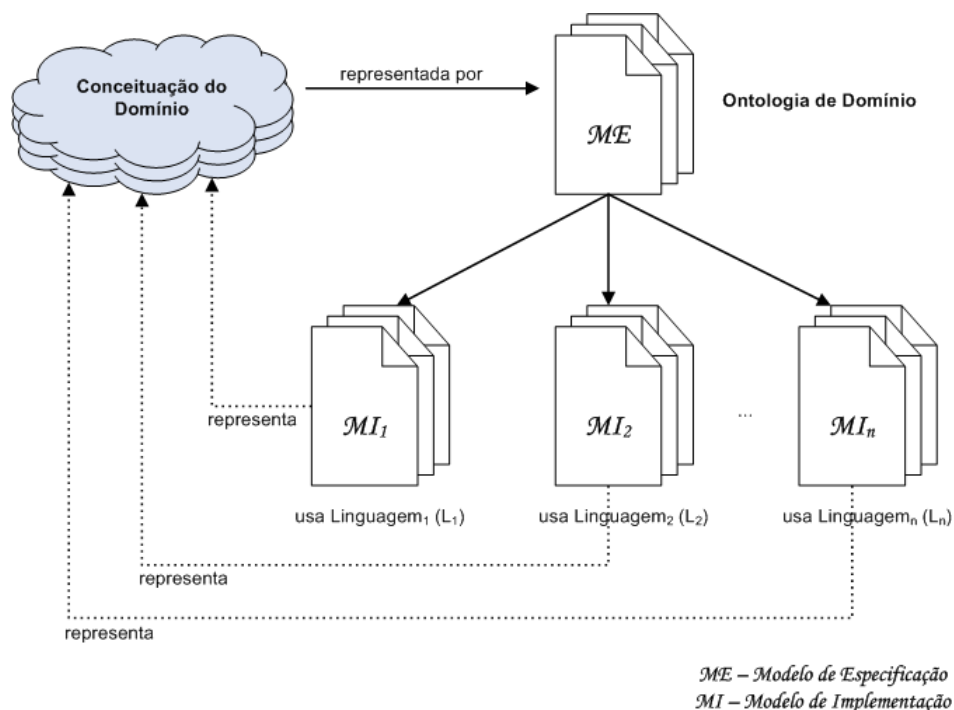 Conceituação do
Domínio
representada por
ME
Ontologia de Domínio
MI₁
MI₂
...
MIₙ
representa
usa Linguagem₁ (L₁)
usa Linguagem₂ (L₂)
usa Linguagemₙ (Lₙ)
representa
representa
ME – Modelo de Especificação
MI – Modelo de Implementação